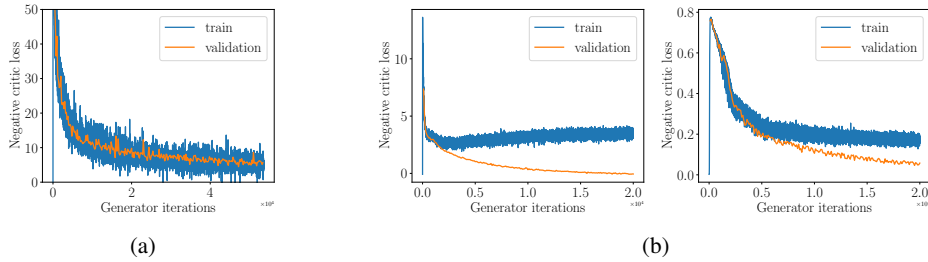 50
40
30
20
10
0
Negative critic loss
train
validation
0 2 4
×10⁴
Generator iterations
(a)
10
5
0
Negative critic loss
train
validation
0.0 0.5 1.0 1.5 2.0
×10⁴
Generator iterations
0.8
0.6
0.4
0.2
0.0
Negative critic loss
train
validation
0.0 0.5 1.0 1.5 2.0
Generator iterations
(b)